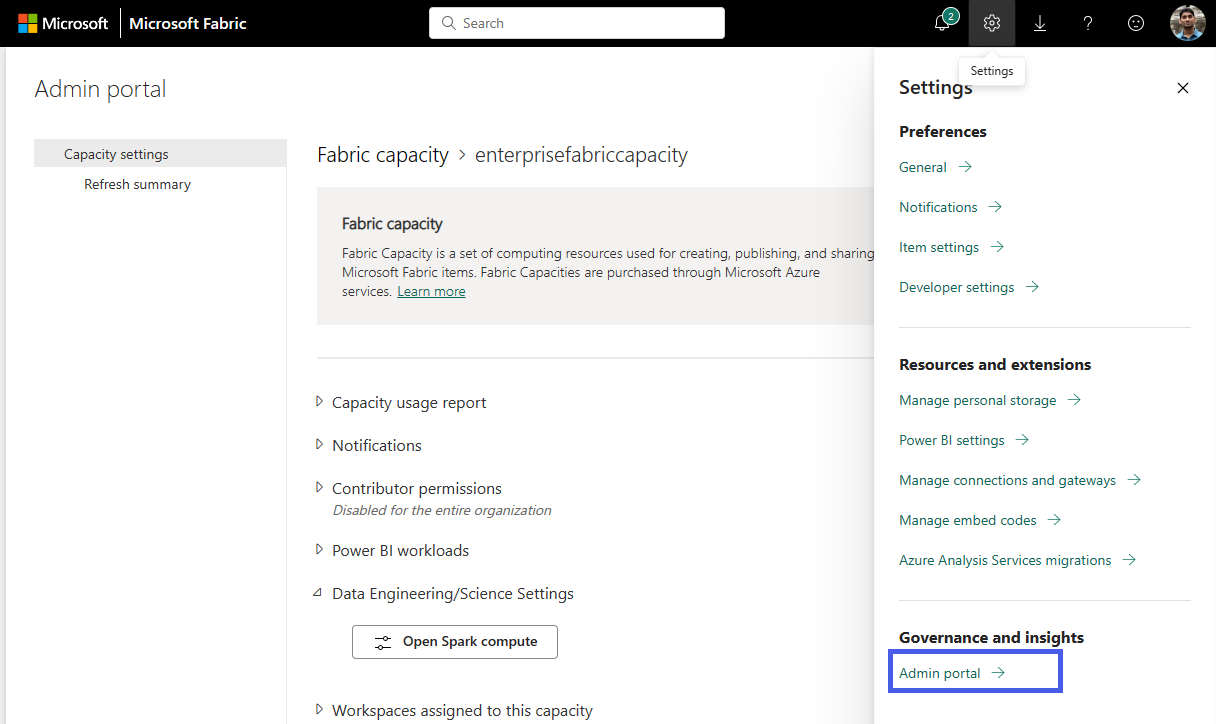 Microsoft
Microsoft Fabric
Search
2
Settings
Admin portal
Capacity settings
Refresh summary
Fabric capacity > enterprisefabriccapacity
Fabric capacity
Fabric Capacity is a set of computing resources used for creating, publishing, and sharing
Microsoft Fabric items. Fabric Capacities are purchased through Microsoft Azure
services. Learn more
Capacity usage report
Notifications
Contributor permissions
Disabled for the entire organization
Power BI workloads
Data Engineering/Science Settings
Open Spark compute
Workspaces assigned to this capacity
Settings
Preferences
General
Notifications
Item settings
Developer settings
Resources and extensions
Manage personal storage
Power BI settings
Manage connections and gateways
Manage embed codes
Azure Analysis Services migrations
Governance and insights
Admin portal